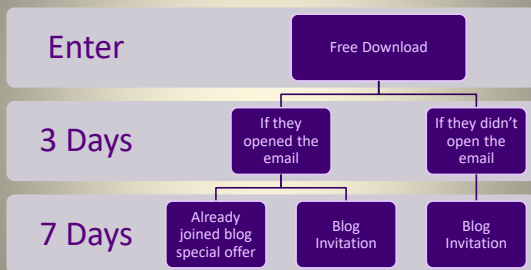 Enter
Free Download
3 Days
If they
opened the
email
If they didn't
open the
email
7 Days
Already
joined blog
special offer
Blog
Invitation
Blog
Invitation